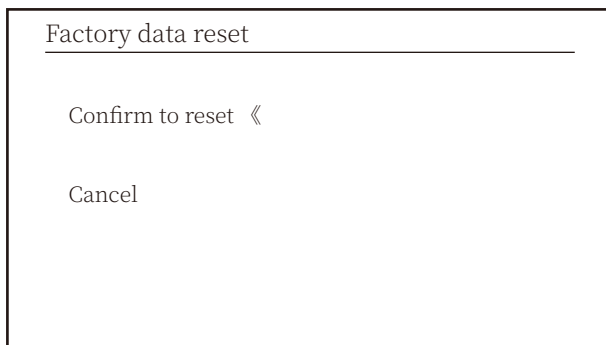 Factory data reset
Confirm to reset 《
Cancel